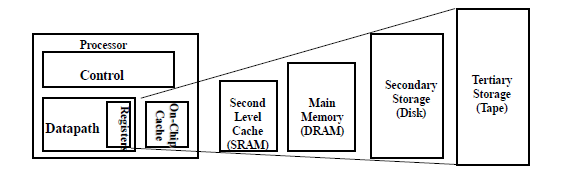 Processor
Control
Datapath
Registers
On-Chip
Cache
Second
Level
Cache
(SRAM)
Main
Memory
(DRAM)
Secondary
Storage
(Disk)
Tertiary
Storage
(Tape)